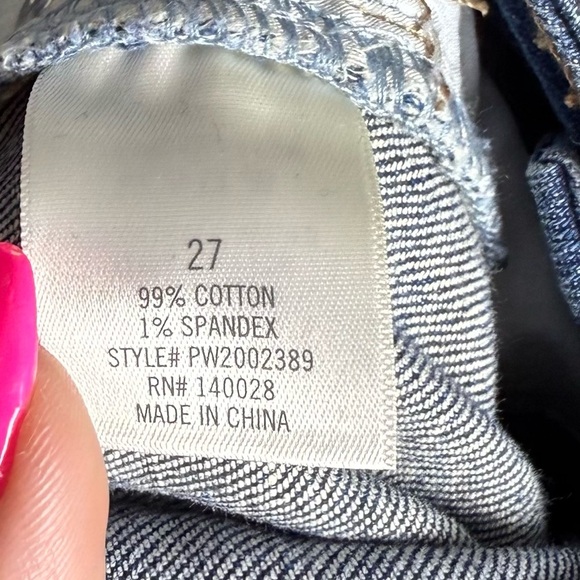 27
99% COTTON
1% SPANDEX
STYLE# PW2002389
RN# 140028
MADE IN CHINA